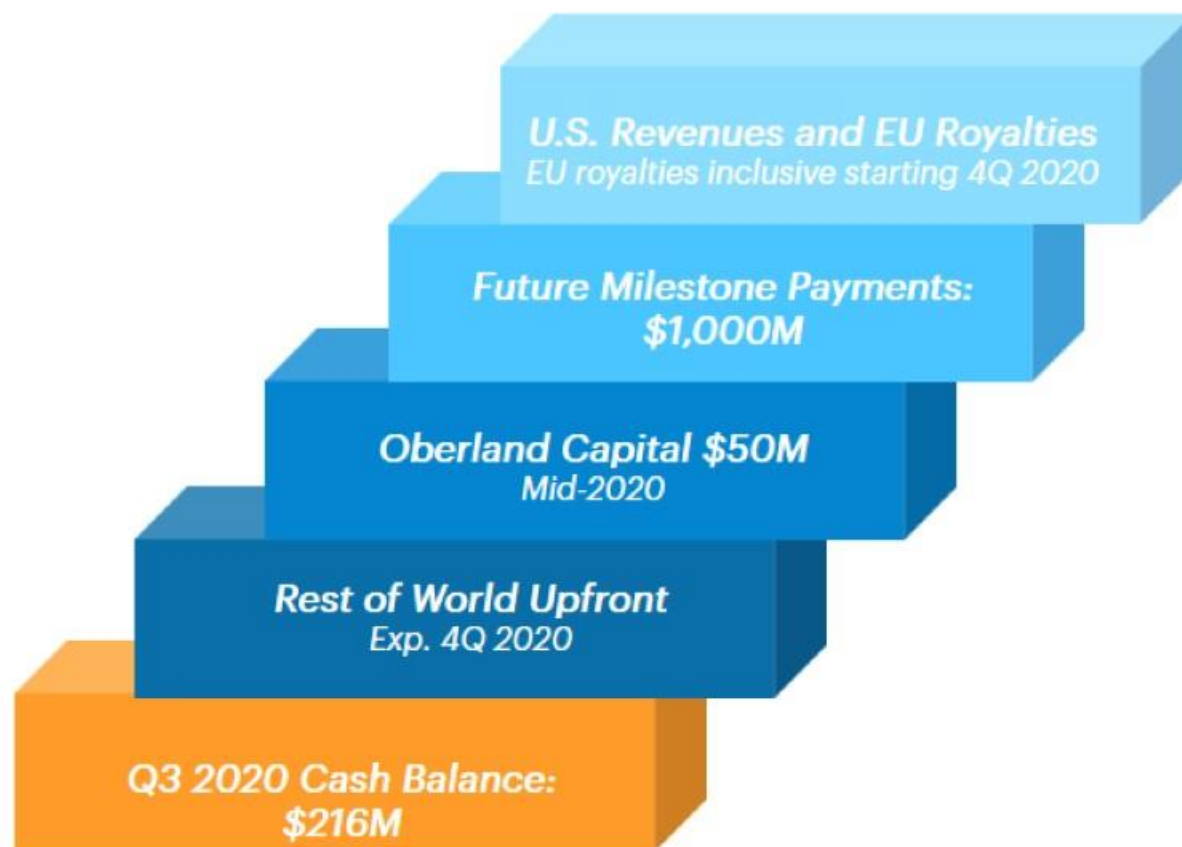 U.S. Revenues and EU Royalties
EU royalties inclusive starting 4Q 2020
Future Milestone Payments:
$1,000M
Oberland Capital $50M
Mid-2020
Rest of World Upfront
Exp. 4Q 2020
Q3 2020 Cash Balance:
$216M